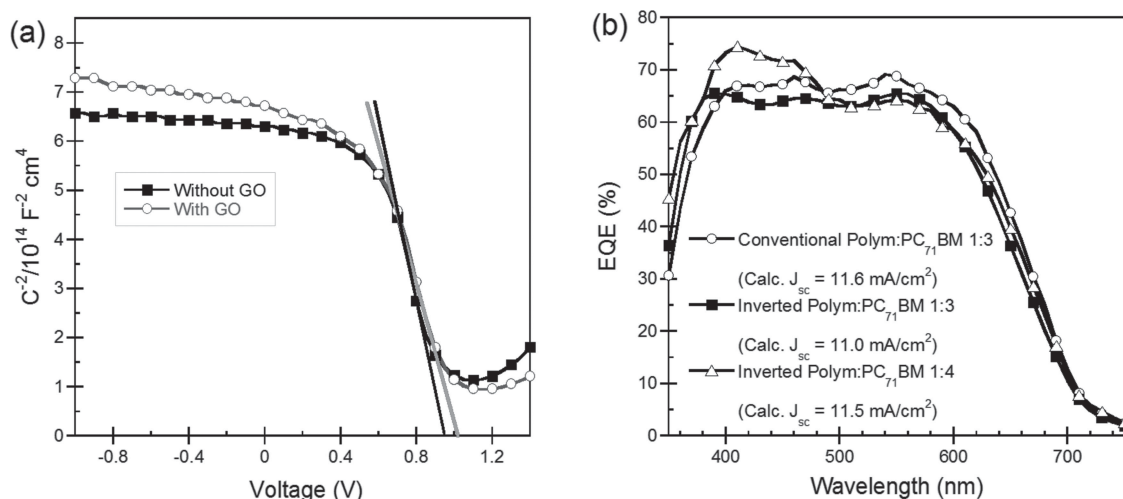 (a)
8
7
6
5
4
3
2
1
0
C⁻²/10¹⁴ F⁻² cm⁴
Without GO
With GO
-0.8 -0.4 0 0.4 0.8 1.2
Voltage (V)
(b)
80
70
60
50
40
30
20
10
0
EQE (%)
Conventional Polym:PC₇₁BM 1:3
(Calc. Jsc = 11.6 mA/cm²)
Inverted Polym:PC₇₁BM 1:3
(Calc. Jsc = 11.0 mA/cm²)
Inverted Polym:PC₇₁BM 1:4
(Calc. Jsc = 11.5 mA/cm²)
400 500 600 700
Wavelength (nm)